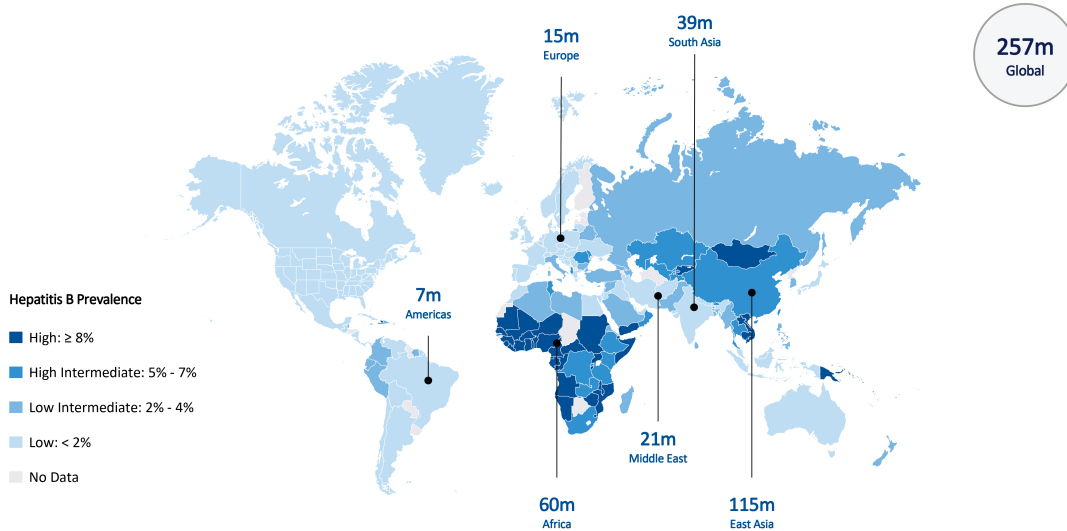 39m
South Asia
15m
Europe
257m
Global
Hepatitis B Prevalence
High: ≥ 8%
High Intermediate: 5% - 7%
Low Intermediate: 2% - 4%
Low: < 2%
No Data
7m
Americas
21m
Middle East
60m
Africa
115m
East Asia